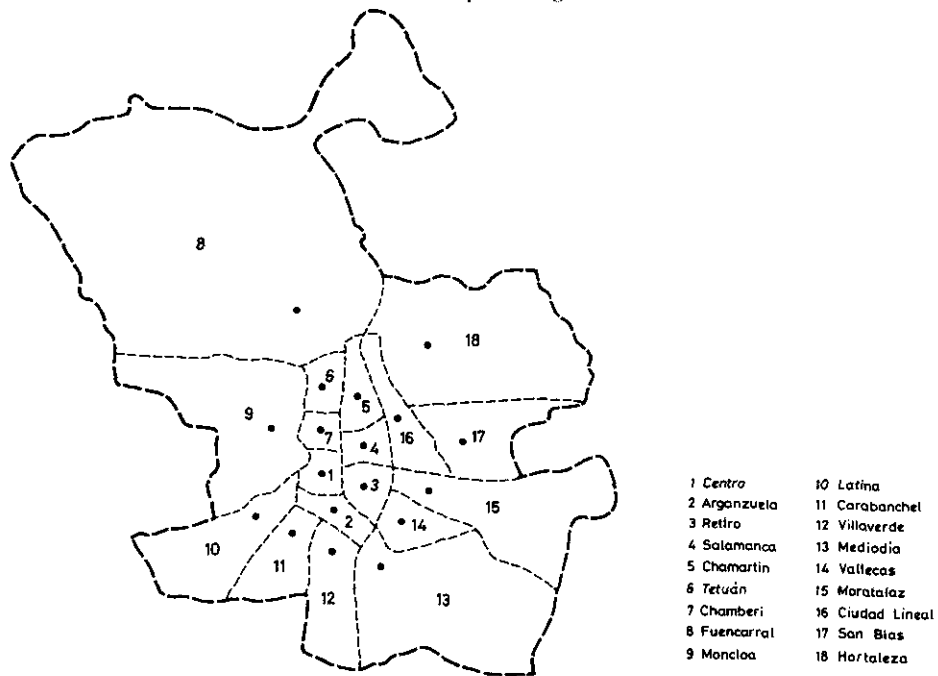 8
18
6
5
9
7
16
17
4
1
3
15
2
14
10
11
12
13
1 Centro
2 Arganzuela
3 Retiro
4 Salamanca
5 Chamartin
6 Tetuán
7 Chamberi
8 Fuencarral
9 Moncloa
10 Latina
11 Carabanchel
12 Villaverde
13 Mediodia
14 Vallecas
15 Moratalaz
16 Ciudad Lineal
17 San Blas
18 Hortaleza